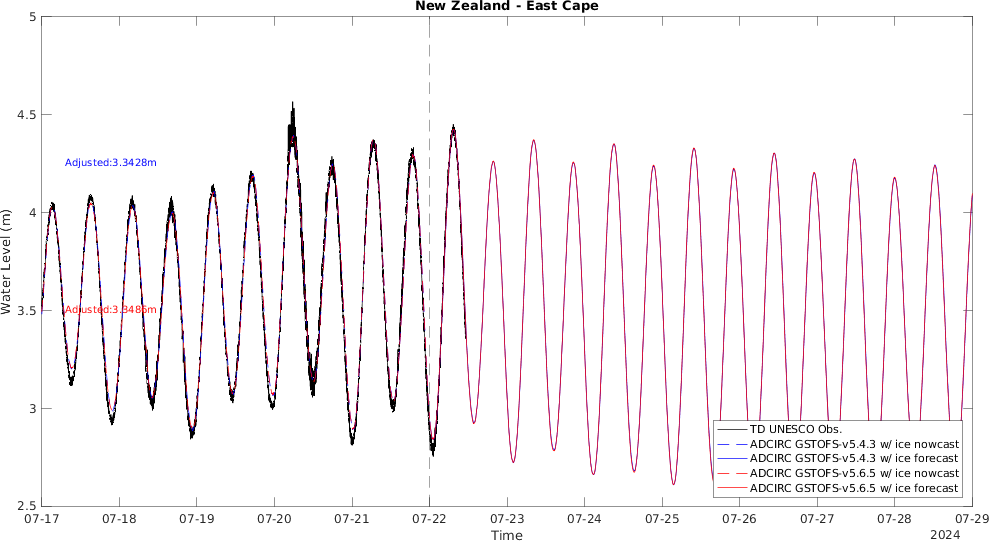 New Zealand - East Cape
5
4.5
4
3.5
3
2.5
Water Level (m)
Adjusted:3.3428m
Adjusted:3.3486m
TD UNESCO Obs.
ADCIRC GSTOFS-v5.4.3 w/ ice nowcast
ADCIRC GSTOFS-v5.4.3 w/ ice forecast
ADCIRC GSTOFS-v5.6.5 w/ ice nowcast
ADCIRC GSTOFS-v5.6.5 w/ ice forecast
07-17 07-18 07-19 07-20 07-21 07-22 07-23 07-24 07-25 07-26 07-27 07-28 07-29
Time
2024